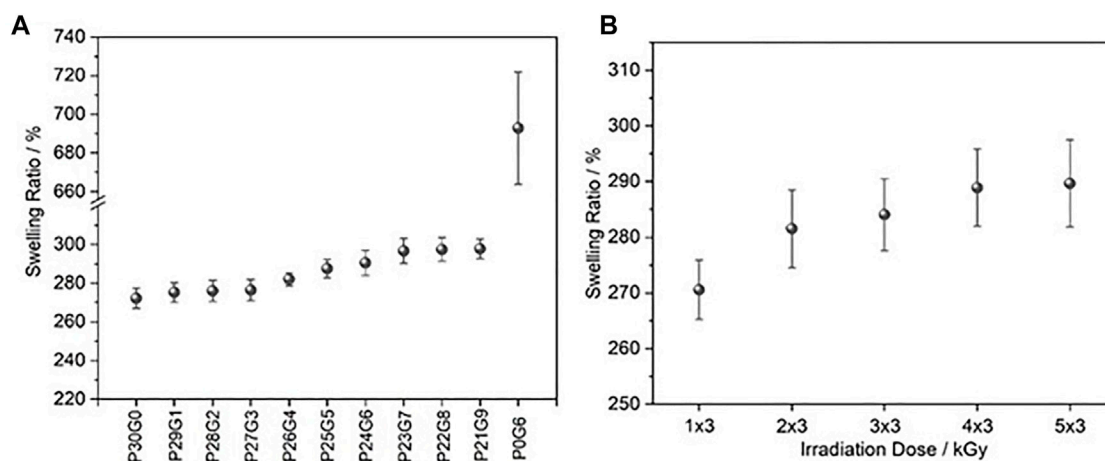 A
740
720
700
680
660
300
280
260
240
220
Swelling Ratio / %
P30G0
P29G1
P28G2
P27G3
P26G4
P25G5
P24G6
P23G7
P22G8
P21G9
P0G6
B
310
300
290
280
270
260
250
Swelling Ratio / %
1x3
2x3
3x3
4x3
5x3
Irradiation Dose / kGy